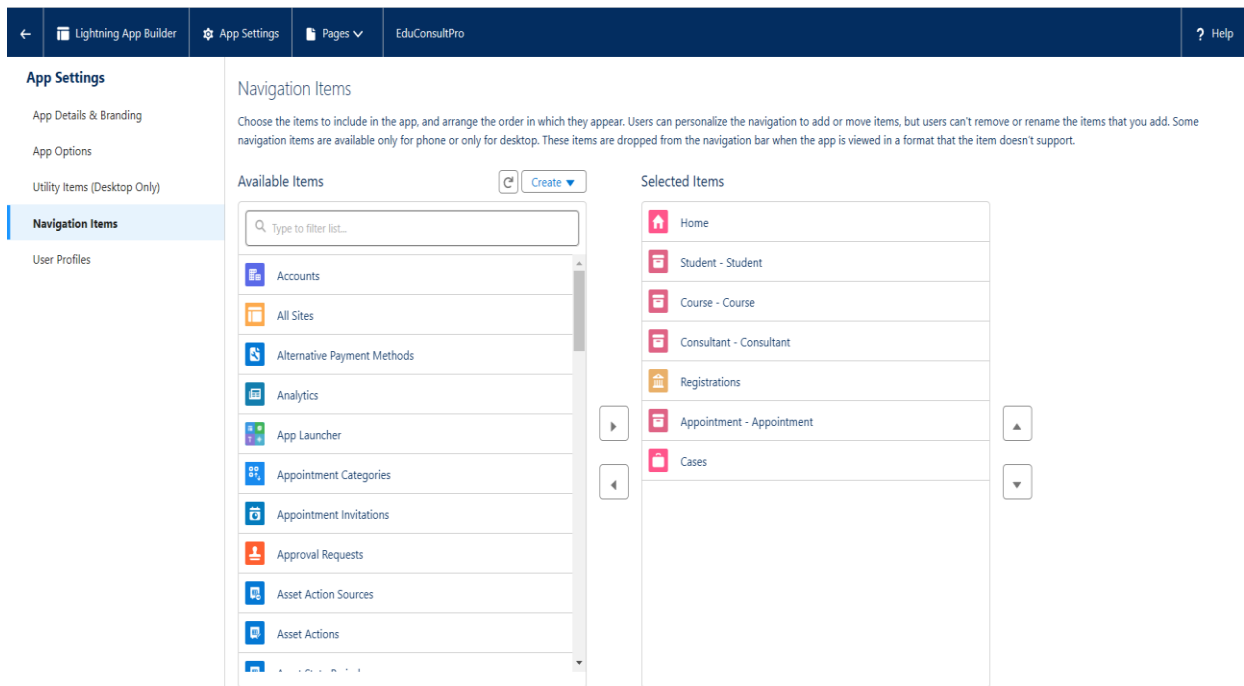 Lightning App Builder
App Settings
Pages
EduConsultPro
? Help
App Settings
App Details & Branding
App Options
Utility Items (Desktop Only)
Navigation Items
User Profiles
Navigation Items
Choose the items to include in the app, and arrange the order in which they appear. Users can personalize the navigation to add or move items, but users can't remove or rename the items that you add. Some
navigation items are available only for phone or only for desktop. These items are dropped from the navigation bar when the app is viewed in a format that the item doesn't support.
Available Items
Create
Type to filter list...
Accounts
All Sites
Alternative Payment Methods
Analytics
App Launcher
Appointment Categories
Appointment Invitations
Approval Requests
Asset Action Sources
Asset Actions
Selected Items
Home
Student - Student
Course - Course
Consultant - Consultant
Registrations
Appointment - Appointment
Cases